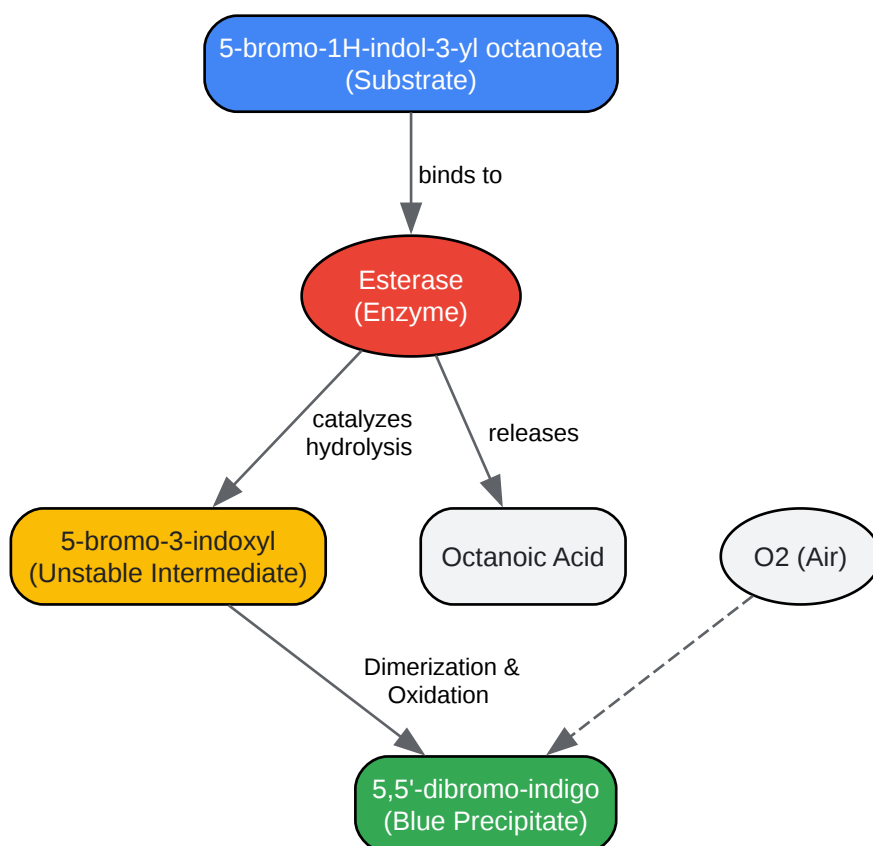 5-bromo-1H-indol-3-yl octanoate
(Substrate)
binds to
Esterase
(Enzyme)
catalyzes
hydrolysis
releases
5-bromo-3-indoxyl
(Unstable Intermediate)
Octanoic Acid
O2 (Air)
Dimerization &
Oxidation
5,5'-dibromo-indigo
(Blue Precipitate)